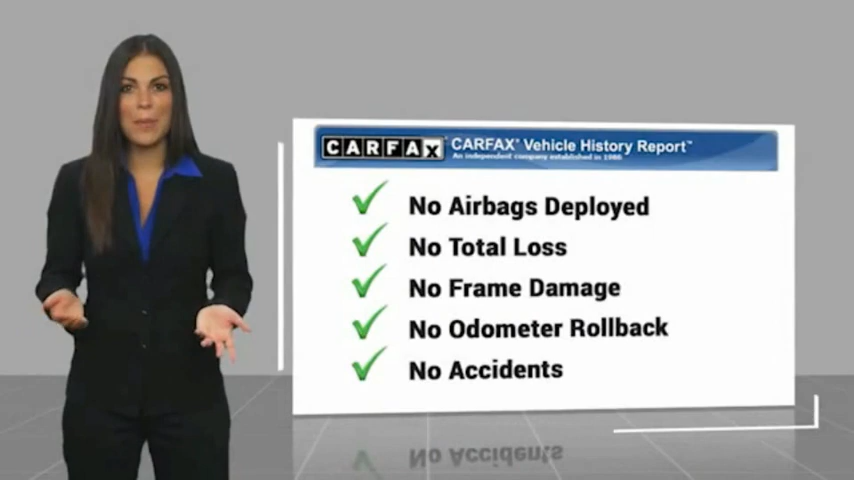 CARFAX CARFAX® Vehicle History Report™
An independent company established in 1986
No Airbags Deployed
No Total Loss
No Frame Damage
No Odometer Rollback
No Accidents
No Accidents